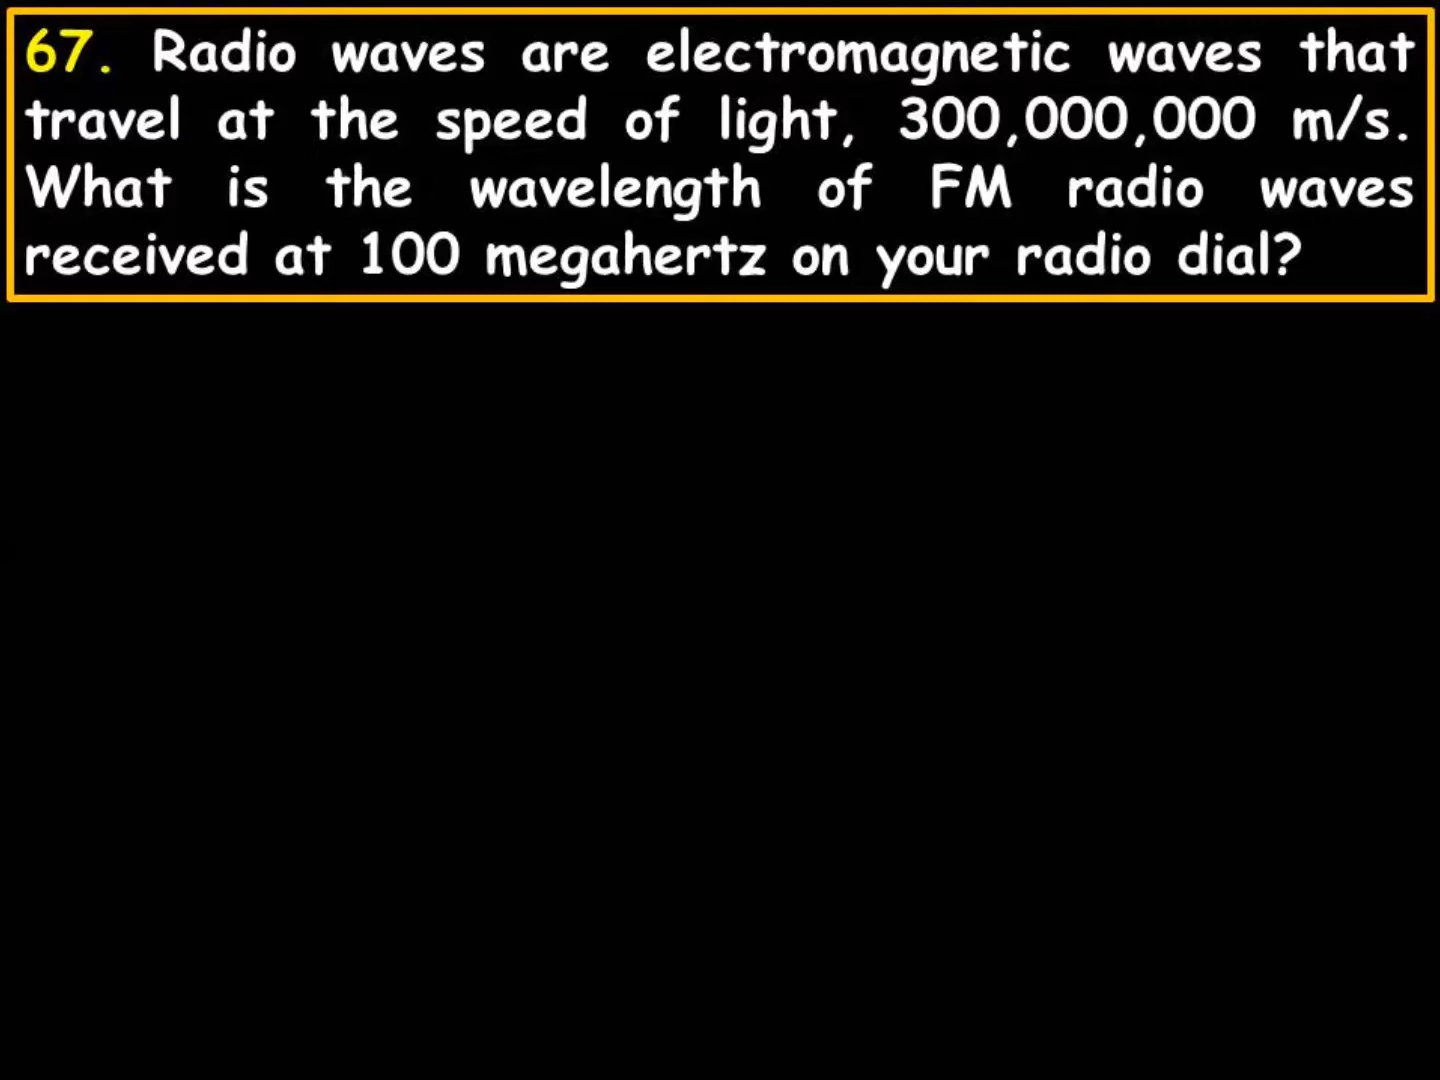 67. Radio waves are electromagnetic waves that
travel at the speed of light, 300,000,000 m/s.
What is the wavelength of FM radio waves
received at 100 megahertz on your radio dial?